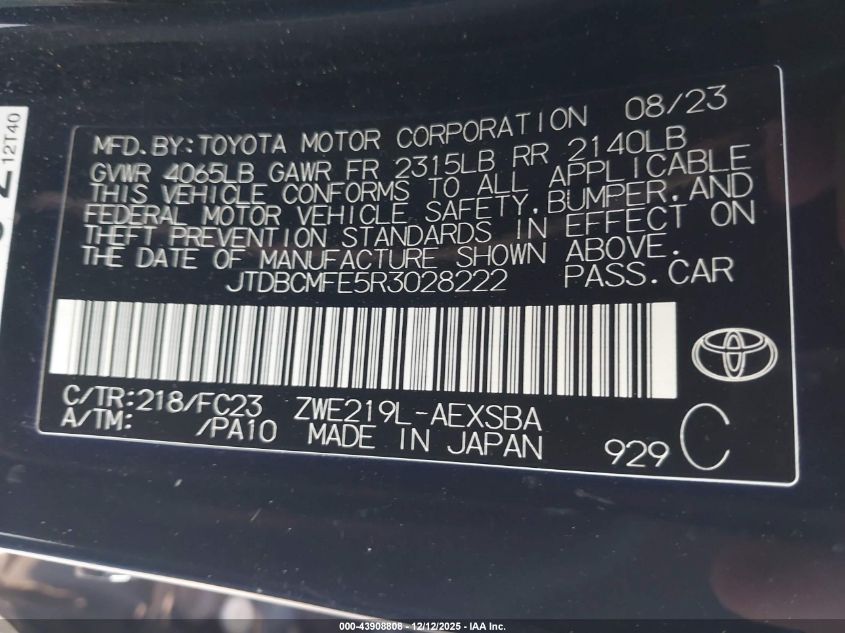 12T40
MFD.BY:TOYOTA MOTOR CORPORATION 08/23
GVWR 4065LB GAWR FR 2315LB RR 2140LB
THIS VEHICLE CONFORMS TO ALL APPLICABLE
FEDERAL MOTOR VEHICLE SAFETY,BUMPER,AND
THEFT PREVENTION STANDARDS IN EFFECT ON
THE DATE OF MANUFACTURE SHOWN ABOVE.
JTDBCMFE5R3028222 PASS.CAR
C/TR:218/FC23 ZWE219L-AEXSBA
A/TM: /PA10 MADE IN JAPAN 929 C
000-43908808 - 12/12/2025 - IAA Inc.